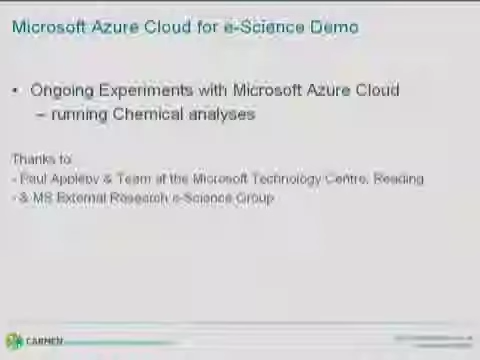 Microsoft Azure Cloud for e-Science Demo
• Ongoing Experiments with Microsoft Azure Cloud
– running Chemical analyses
Thanks to
- Paul Appleby & Team at the Microsoft Technology Centre, Reading
- & MS External Research e-Science Group
CARMEN